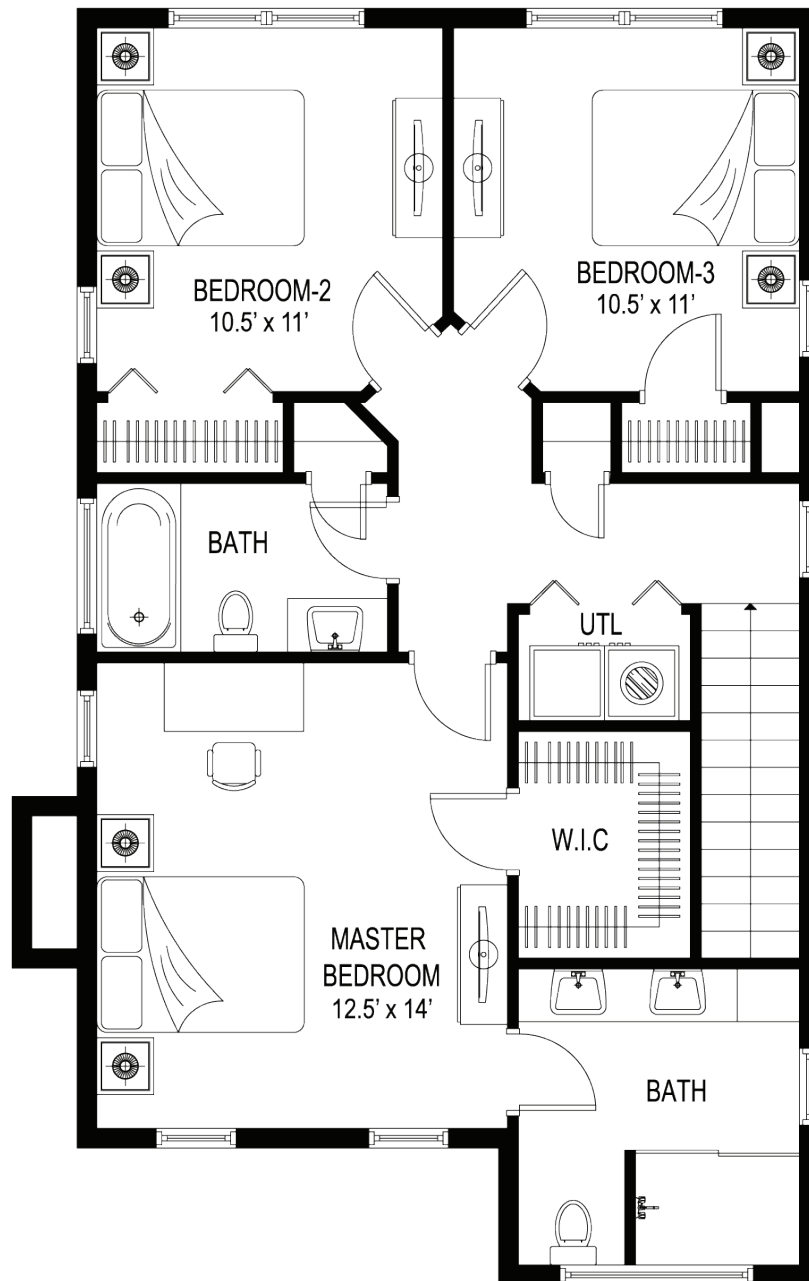 BEDROOM-2
10.5’ x 11’
BEDROOM-3
10.5’ x 11’
BATH
UTL
W.I.C
MASTER
BEDROOM
12.5’ x 14’
BATH